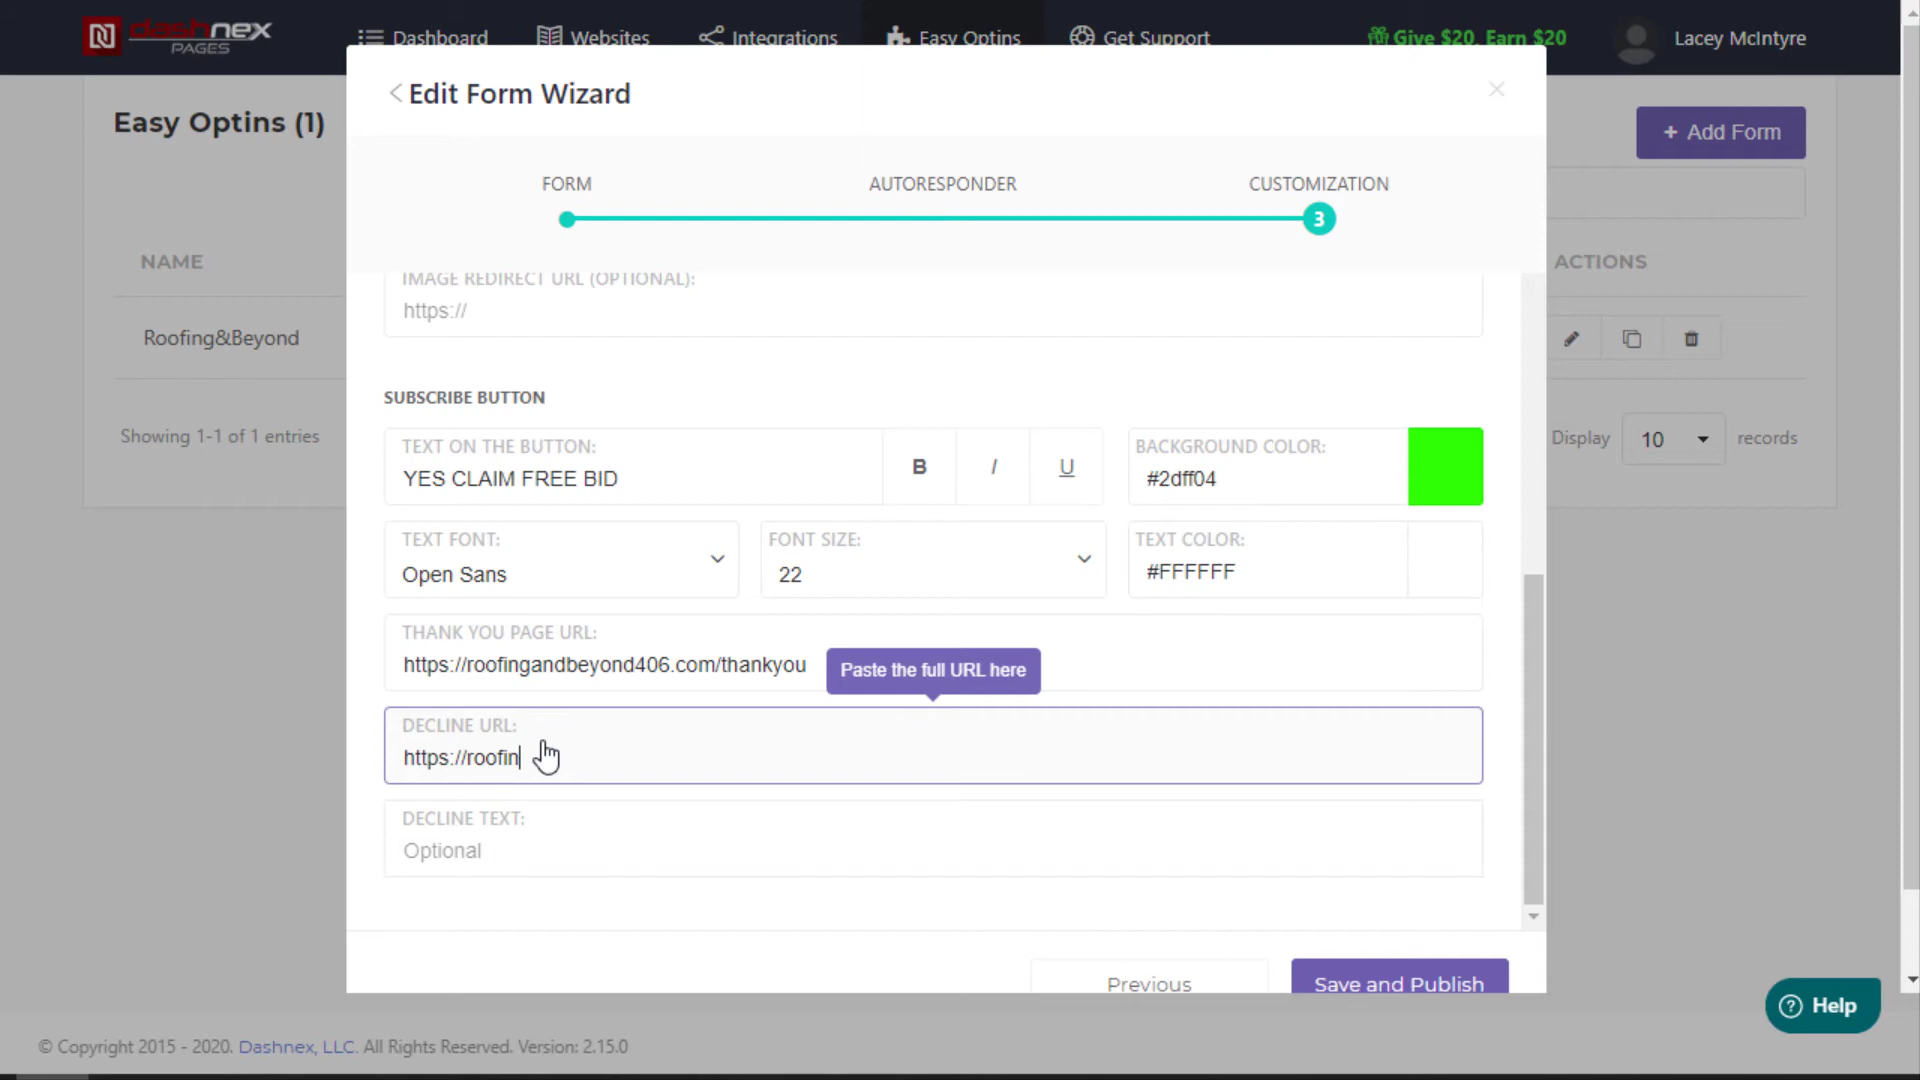 dashnex
PAGES
Dashboard
Websites
Integrations
Easy Optins
Get Support
Give $20, Earn $20
Lacey McIntyre
Easy Optins (1)
< Edit Form Wizard
×
+ Add Form
FORM
AUTORESPONDER
CUSTOMIZATION
3
NAME
ACTIONS
Roofing&Beyond
Showing 1-1 of 1 entries
Display
10
records
IMAGE REDIRECT URL (OPTIONAL):
https://
SUBSCRIBE BUTTON
TEXT ON THE BUTTON:
YES CLAIM FREE BID
B
I
U
BACKGROUND COLOR:
#2dff04
TEXT FONT:
Open Sans
FONT SIZE:
22
TEXT COLOR:
#FFFFFF
THANK YOU PAGE URL:
https://roofingandbeyond406.com/thankyou
Paste the full URL here
DECLINE URL:
https://roofin
DECLINE TEXT:
Optional
Previous
Save and Publish
? Help
© Copyright 2015 - 2020. Dashnex, LLC. All Rights Reserved. Version: 2.15.0